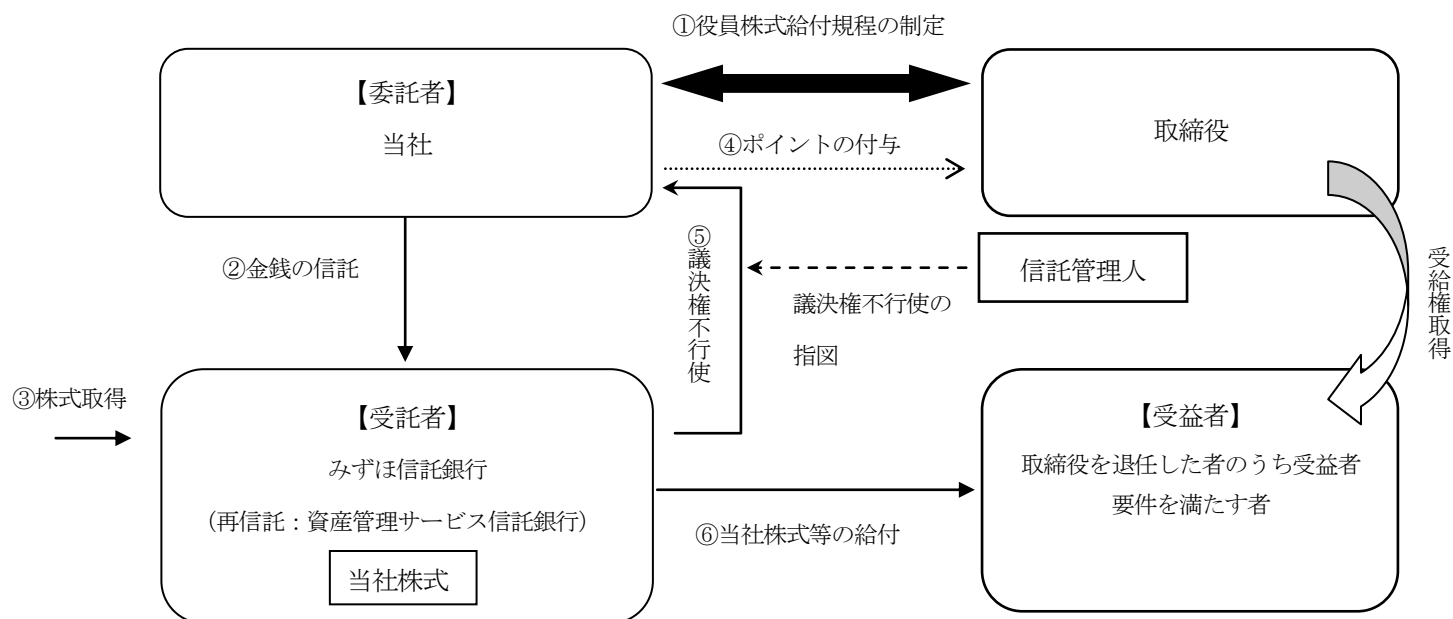 ①役員株式給付規程の制定
【委託者】
当社
取締役
④ポイントの付与
②金銭の信託
⑤議決権不行使
信託管理人
議決権不行使の
指図
受給権取得
③株式取得
【受託者】
みずほ信託銀行
（再信託：資産管理サービス信託銀行）
当社株式
⑥当社株式等の給付
【受益者】
取締役を退任した者のうち受益者
要件を満たす者